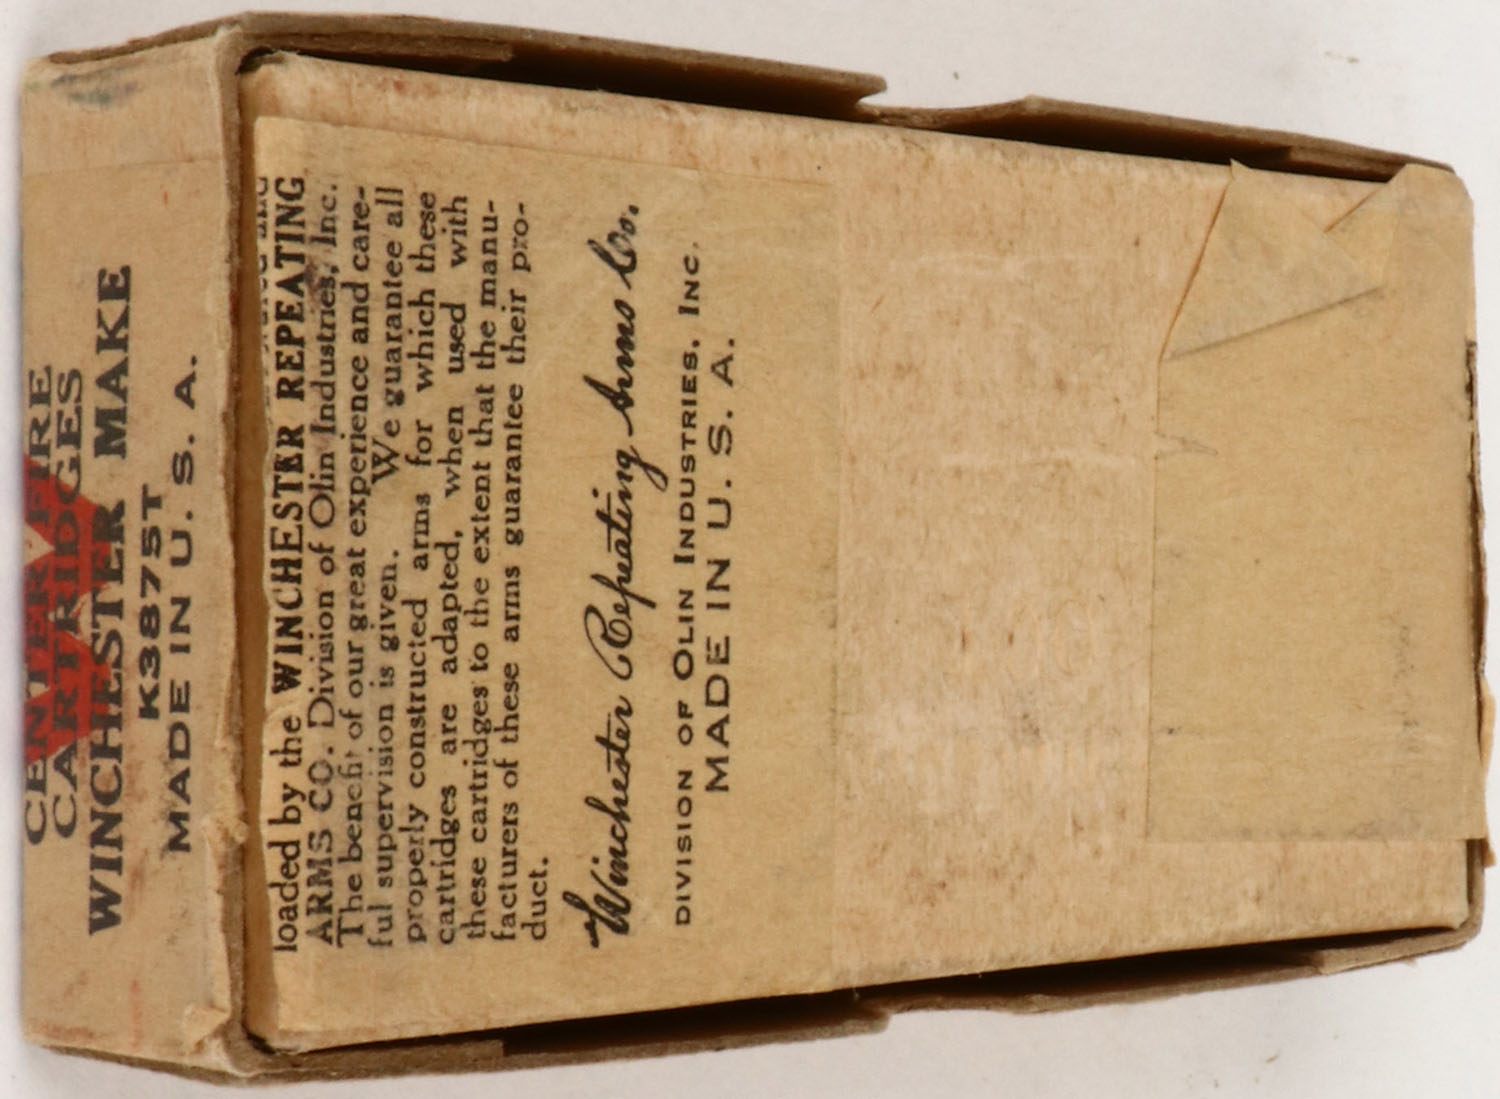 CENTER FIRE
CARTRIDGES
WINCHESTER MAKE
K3875T
MADE IN U. S. A.
loaded by the WINCHESTER REPEATING
ARMS CO. Division of Olin Industries, Inc.
The benefit of our great experience and care-
ful supervision is given. We guarantee all
properly constructed arms for which these
cartridges are adapted, when used with
these cartridges to the extent that the manu-
facturers of these arms guarantee their pro-
duct.
Winchester Repeating Arms Co.
DIVISION OF OLIN INDUSTRIES, INC.
MADE IN U. S. A.